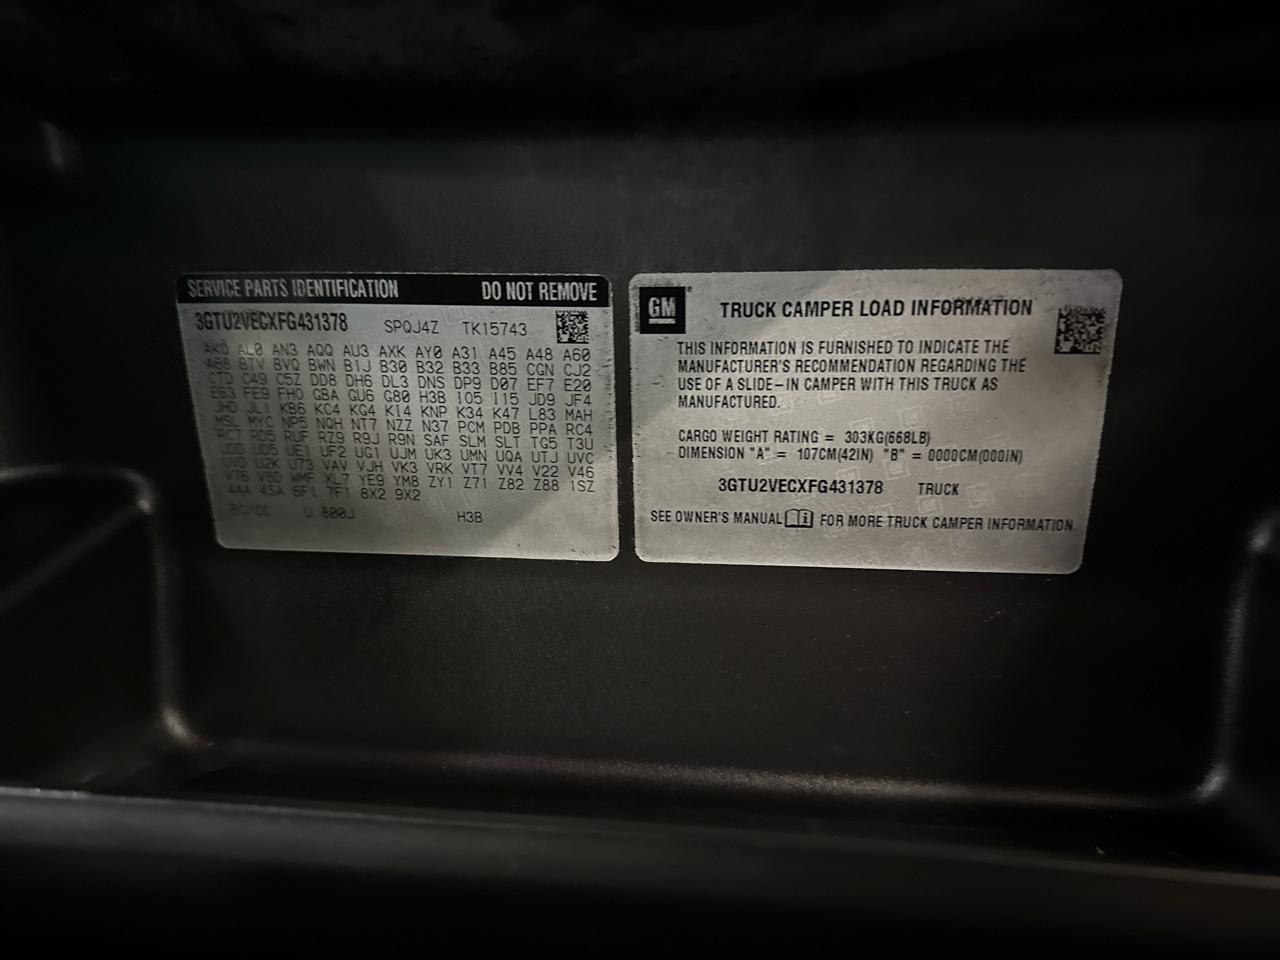 SERVICE PARTS IDENTIFICATION DO NOT REMOVE
3GTU2VECXFG431378 SPQJ4Z TK15743
AKO AL0 AN3 AQQ AU3 AXK AY0 A31 A45 A48 A60
A68 BTV BVQ BWN B1J B30 B32 B33 B85 CGN CJ2
CTD C49 C5Z DD8 DH6 DL3 DNS DP9 D07 EF7 E20
E63 FE9 FHO GBA GU6 G80 H3B IO5 I15 JD9 JF4
JHD JL1 KB6 KC4 KG4 K14 KNP K34 K47 L83 MAH
MSL MYC NP5 NQH NT7 NZZ N37 PCM PDB PPA RC4
RC7 RD5 RUF RZ9 R9J R9N SAF SLM SLT TG5 T3U
UDD UD5 UE1 UF2 UG1 UJM UK3 UMN UQA UTJ UVC
UVD U2K U73 VAV VJH VK3 VRK VT7 VV4 V22 V46
V76 V8D WMF XL7 YE9 YM8 ZY1 Z71 Z82 Z88 1SZ
4AA 4SA 6F1 7F1 8X2 9X2
BC/CC U 800J H3B
GM
TRUCK CAMPER LOAD INFORMATION
THIS INFORMATION IS FURNISHED TO INDICATE THE
MANUFACTURER'S RECOMMENDATION REGARDING THE
USE OF A SLIDE-IN CAMPER WITH THIS TRUCK AS
MANUFACTURED.
CARGO WEIGHT RATING = 303KG(668LB)
DIMENSION "A" = 107CM(42IN) "B" = 0000CM(000IN)
3GTU2VECXFG431378 TRUCK
SEE OWNER'S MANUAL FOR MORE TRUCK CAMPER INFORMATION.